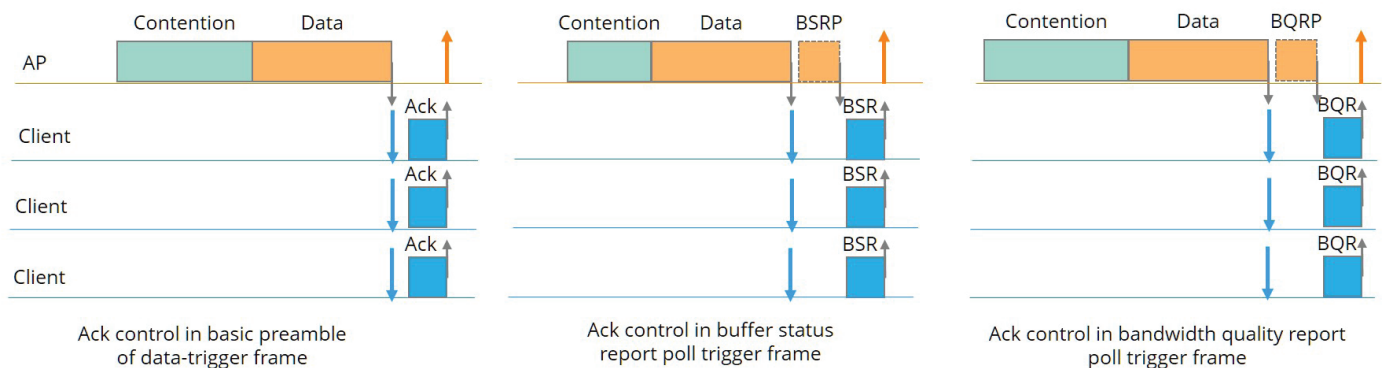 Contention Data
AP
Ack
Client
Ack
Client
Ack
Client
Ack control in basic preamble
of data-trigger frame
Contention Data BSRP
BSR
BSR
BSR
Ack control in buffer status
report poll trigger frame
Contention Data BQRP
BQR
BQR
BQR
Ack control in bandwidth quality report
poll trigger frame